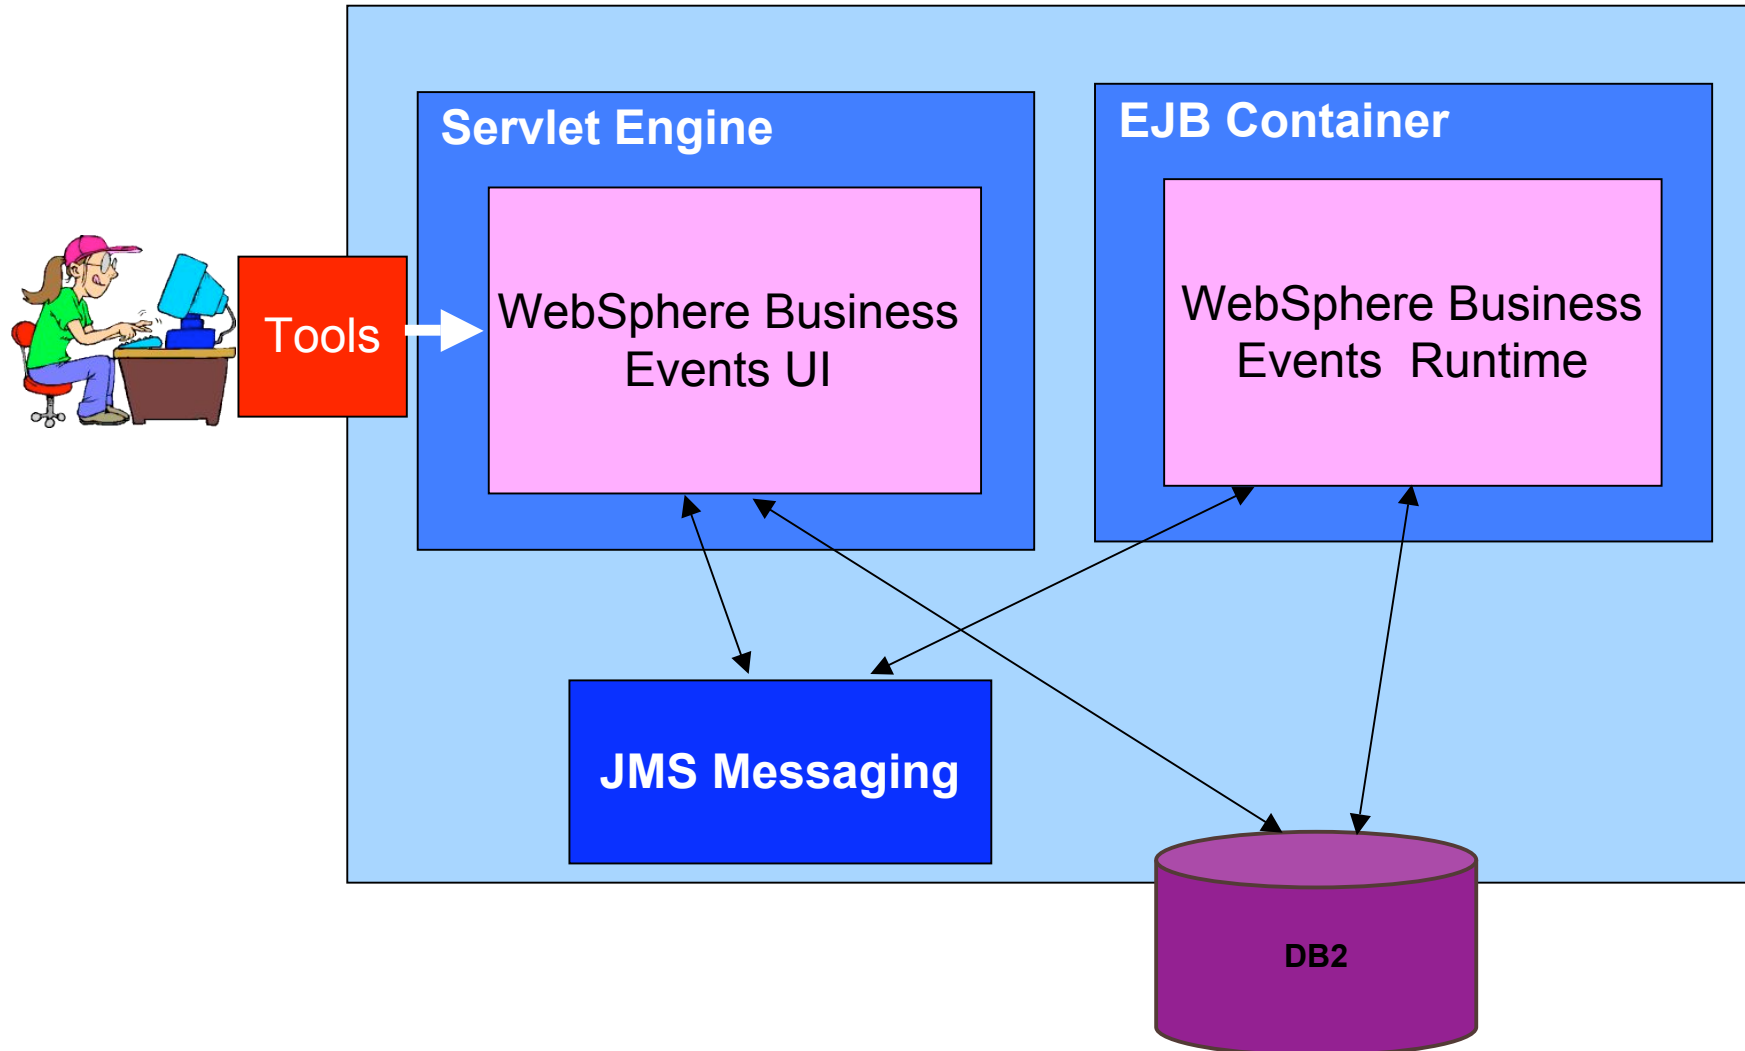 Servlet Engine
EJB Container
Tools
WebSphere Business
Events UI
WebSphere Business
Events  Runtime
JMS Messaging
DB2